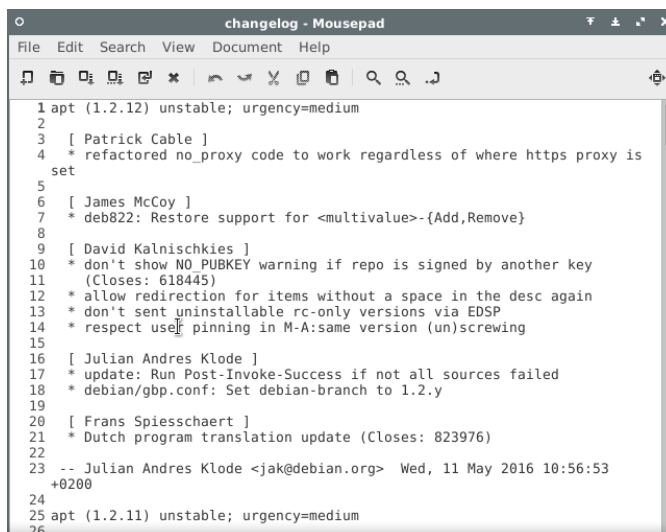 changelog - Mousepad
File Edit Search View Document Help
1 apt (1.2.12) unstable; urgency=medium
2
3 [ Patrick Cable ]
4 * refactored no_proxy code to work regardless of where https proxy is
set
5
6 [ James McCoy ]
7 * deb822: Restore support for <multivalue>-{Add,Remove}
8
9 [ David Kalnischkies ]
10 * don't show NO_PUBKEY warning if repo is signed by another key
11 (Closes: 618445)
12 * allow redirection for items without a space in the desc again
13 * don't sent uninstallable rc-only versions via EDSP
14 * respect user pinning in M-A:same version (un)screwing
15
16 [ Julian Andres Klode ]
17 * update: Run Post-Invoke-Success if not all sources failed
18 * debian/gbp.conf: Set debian-branch to 1.2.y
19
20 [ Frans Spiesschaert ]
21 * Dutch program translation update (Closes: 823976)
22
23 -- Julian Andres Klode <jak@debian.org>  Wed, 11 May 2016 10:56:53
+0200
24
25 apt (1.2.11) unstable; urgency=medium
26